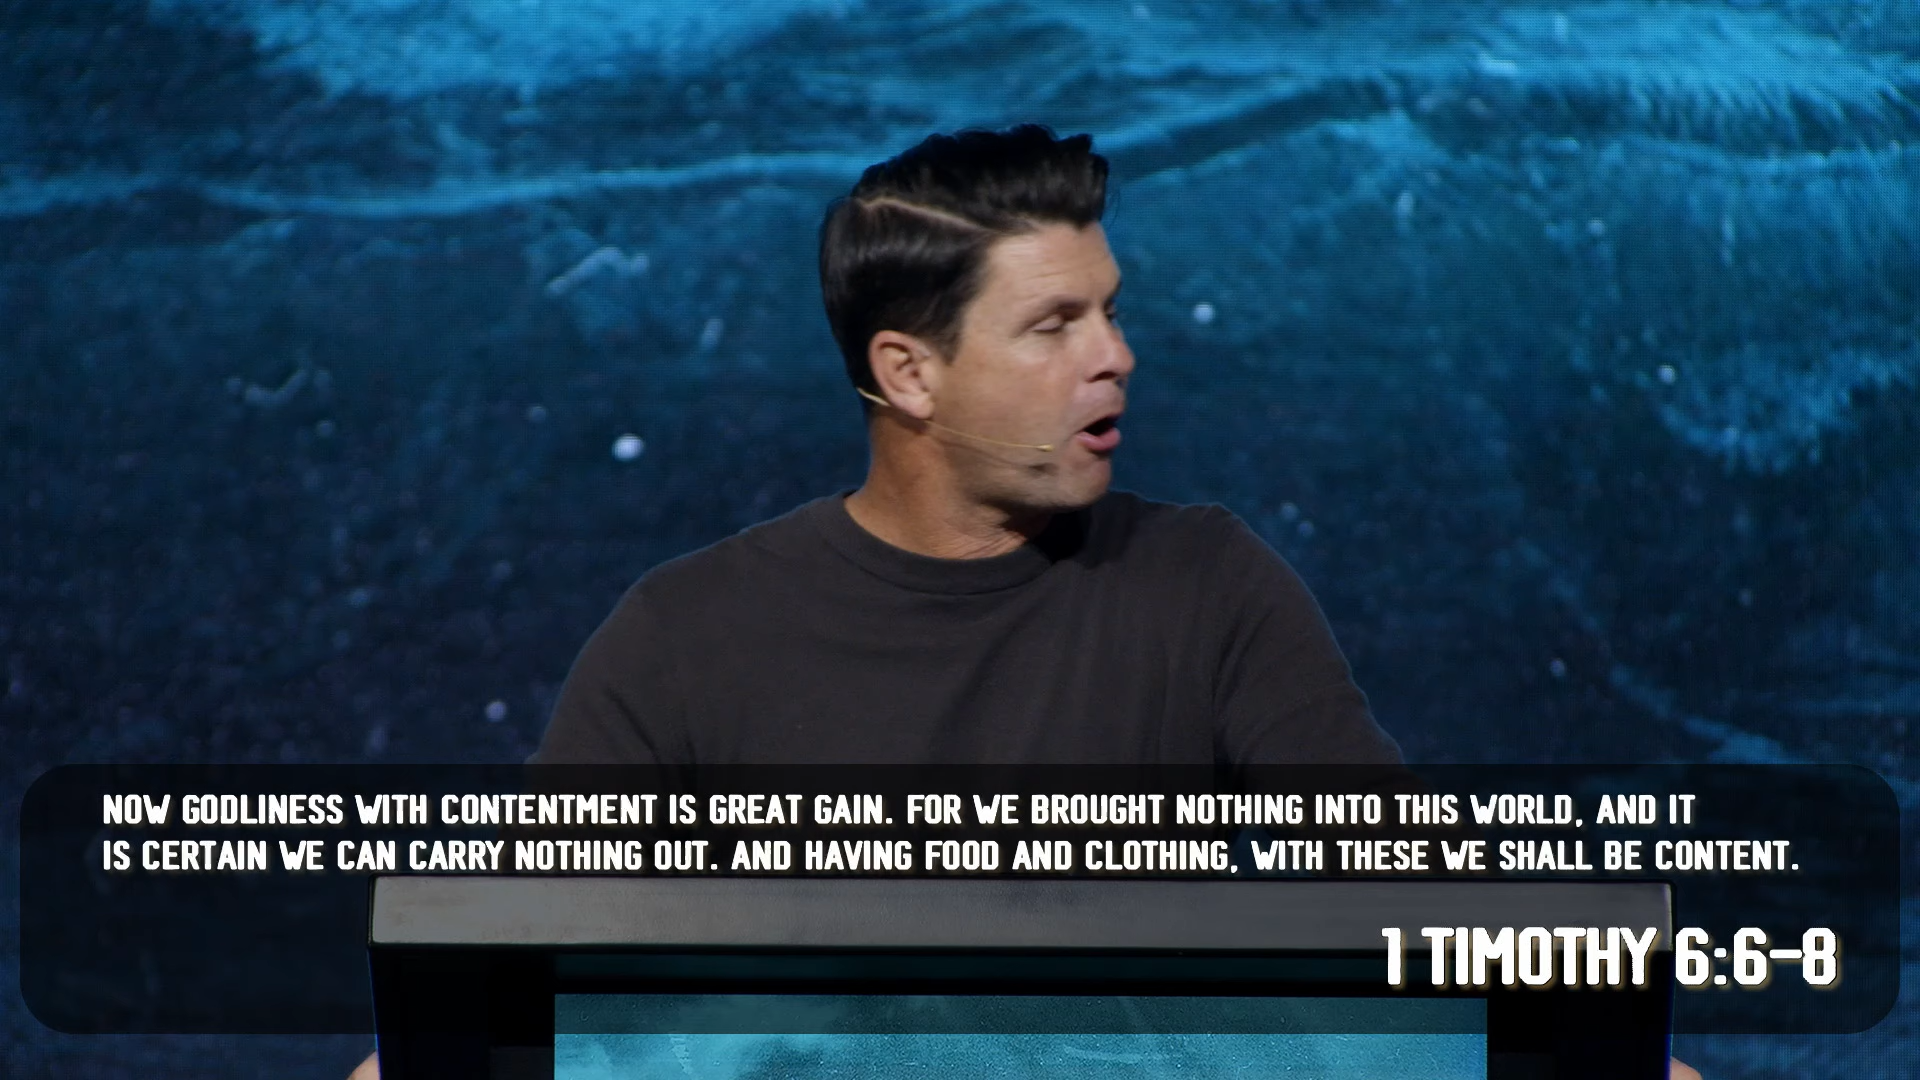 NOW GODLINESS WITH CONTENTMENT IS GREAT GAIN. FOR WE BROUGHT NOTHING INTO THIS WORLD, AND IT
IS CERTAIN WE CAN CARRY NOTHING OUT. AND HAVING FOOD AND CLOTHING, WITH THESE WE SHALL BE CONTENT.
1 TIMOTHY 6:6-8